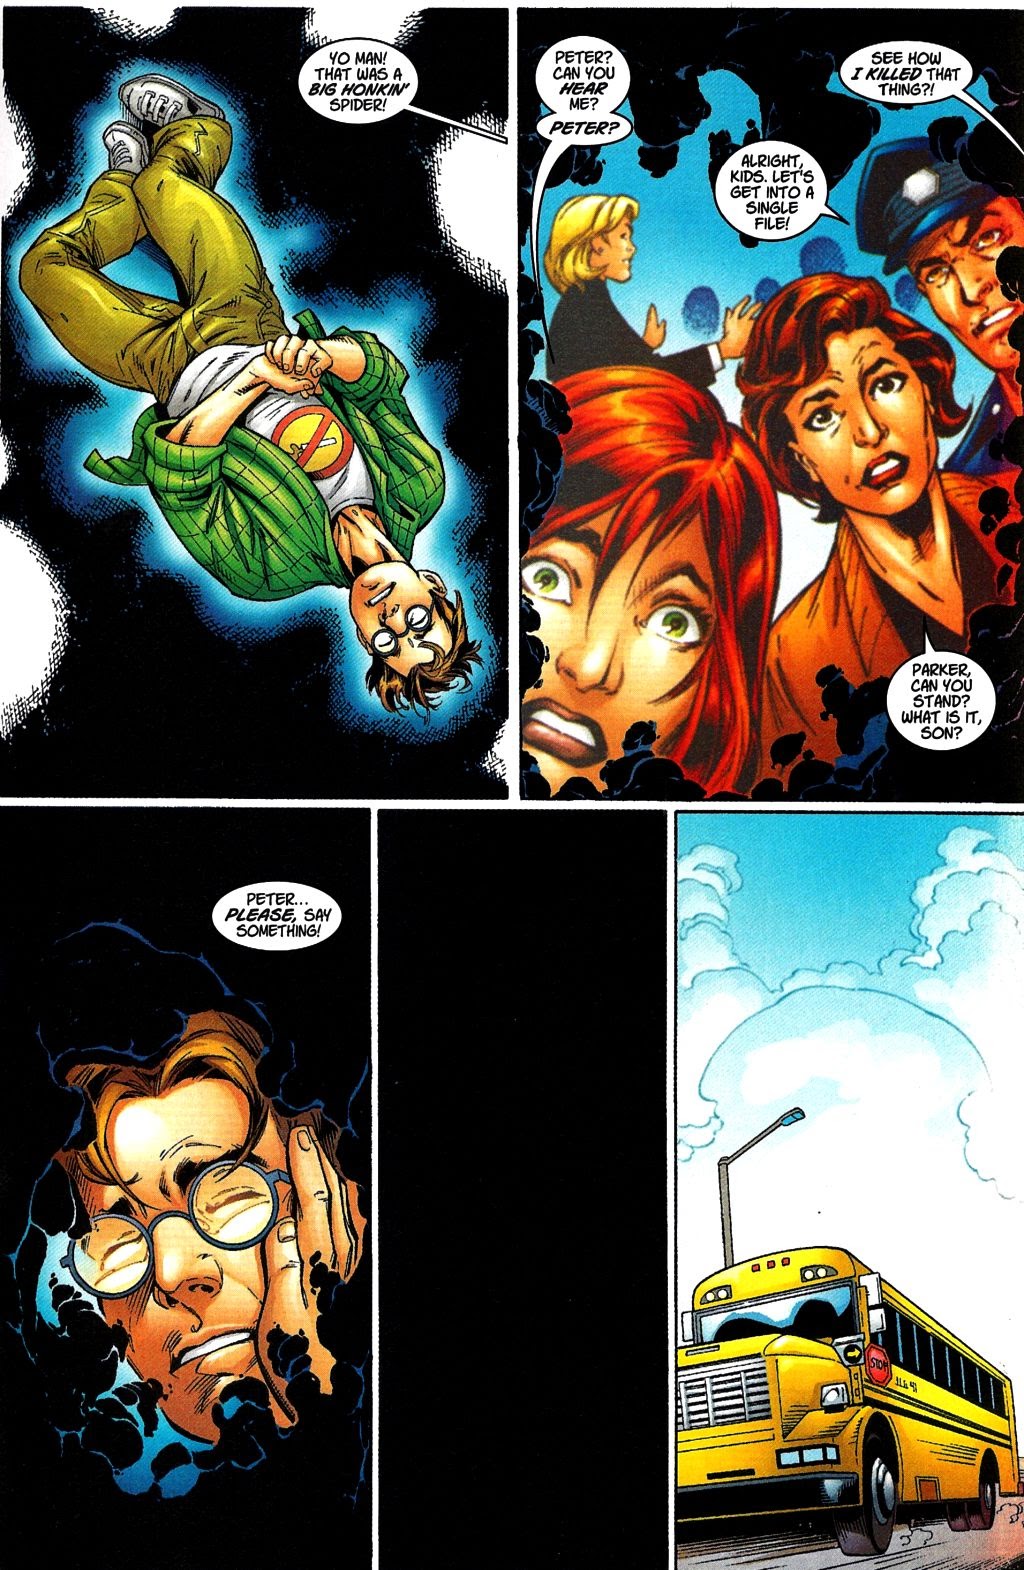 YO MAN!
THAT WAS A
BIG HONKIN'
SPIDER!
PETER?
CAN YOU
HEAR
ME?
PETER?
SEE HOW
I KILLED THAT
THING?!
ALRIGHT,
KIDS. LET'S
GET INTO A
SINGLE
FILE!
PARKER,
CAN YOU
STAND?
WHAT IS IT,
SON?
PETER...
PLEASE, SAY
SOMETHING!
STOP